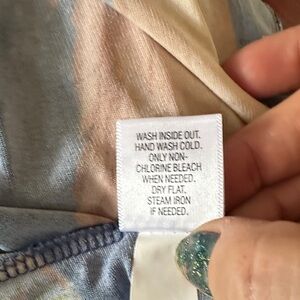 WASH INSIDE OUT.
HAND WASH COLD.
ONLY NON-
CHLORINE BLEACH
WHEN NEEDED.
DRY FLAT.
STEAM IRON
IF NEEDED.